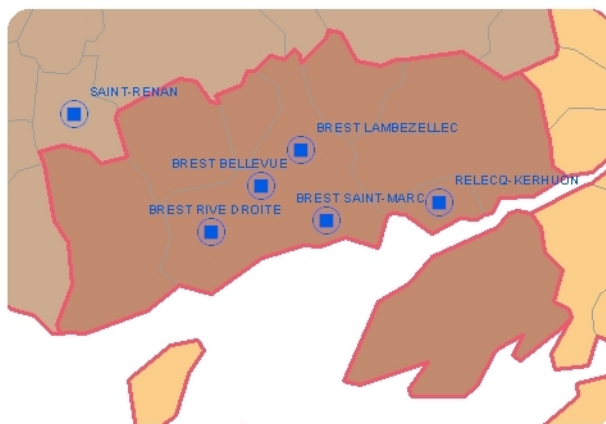 SAINT-RENAN
BREST LAMBEZELLEC
BREST BELLEVUE
RELECQ-KERHUON
BREST SAINT-MARC
BREST RIVE DROITE